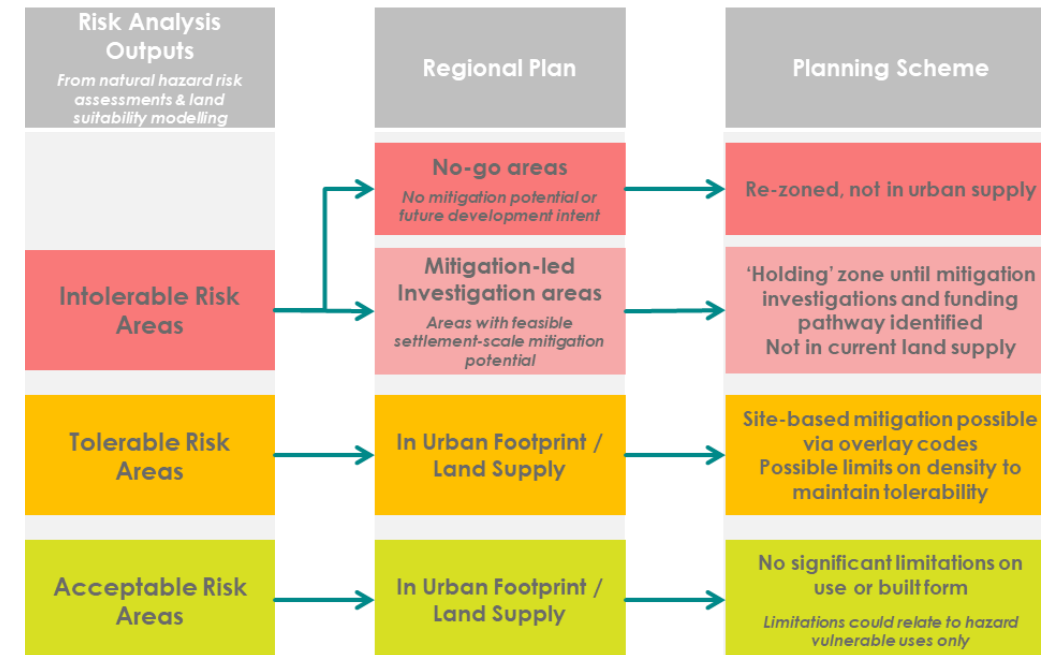 Risk Analysis
Outputs
From natural hazard risk
assessments & land
suitability modelling
Regional Plan
Planning Scheme
No-go areas
No mitigation potential or
future development intent
Re-zoned, not in urban supply
Intolerable Risk
Areas
Mitigation-led
Investigation areas
Areas with feasible
settlement-scale mitigation
potential
‘Holding’ zone until mitigation
investigations and funding
pathway identified
Not in current land supply
Tolerable Risk
Areas
In Urban Footprint /
Land Supply
Site-based mitigation possible
via overlay codes
Possible limits on density to
maintain tolerability
Acceptable Risk
Areas
In Urban Footprint /
Land Supply
No significant limitations on
use or built form
Limitations could relate to hazard
vulnerable uses only